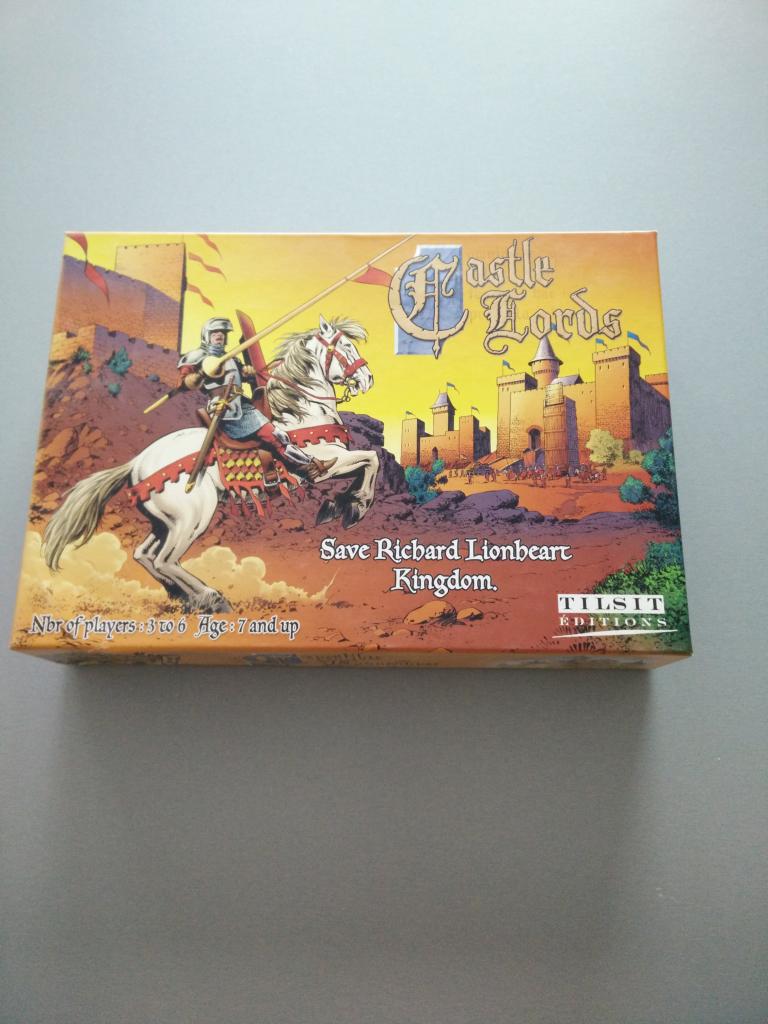 Castle
Lords
Save Richard Lionheart
Kingdom.
TILSIT
ÉDITIONS
Nbr of players : 3 to 6 Age : 7 and up